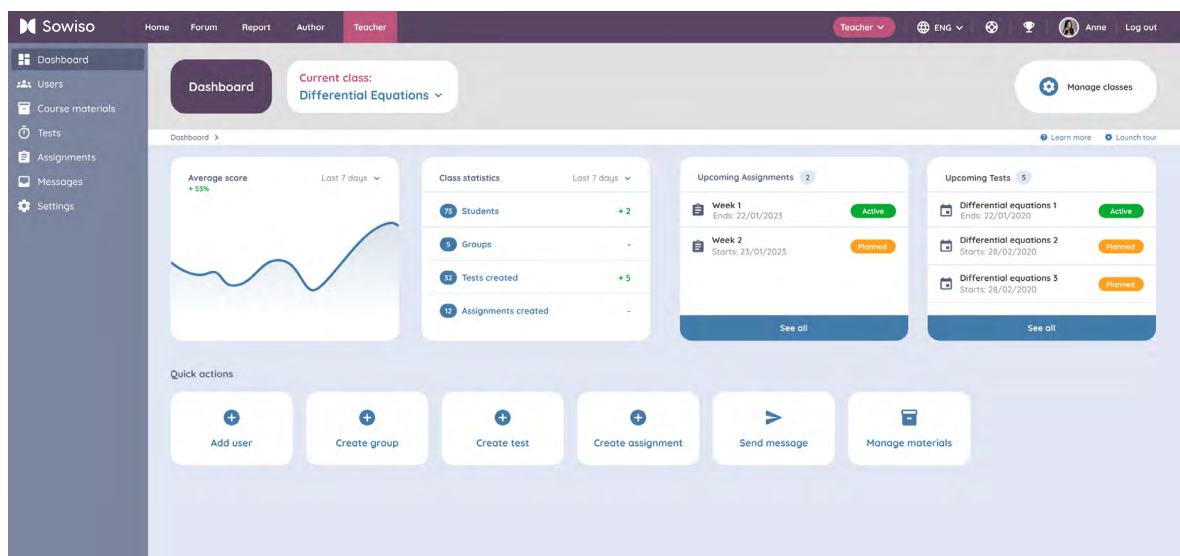 Sowiso
Home Forum Report Author Teacher
Teacher ENG Anne Log out
Dashboard
Users
Course materials
Tests
Assignments
Messages
Settings
Dashboard
Current class:
Differential Equations
Manage classes
Dashboard >
Learn more Launch tour
Average score Last 7 days
+ 53%
Class statistics Last 7 days
75 Students + 2
5 Groups -
32 Tests created + 5
12 Assignments created -
Upcoming Assignments 2
Week 1
Ends: 22/01/2023 Active
Week 2
Starts: 23/01/2023 Planned
See all
Upcoming Tests 5
Differential equations 1
Ends: 22/01/2020 Active
Differential equations 2
Starts: 28/02/2020 Planned
Differential equations 3
Starts: 28/02/2020 Planned
See all
Quick actions
Add user
Create group
Create test
Create assignment
Send message
Manage materials